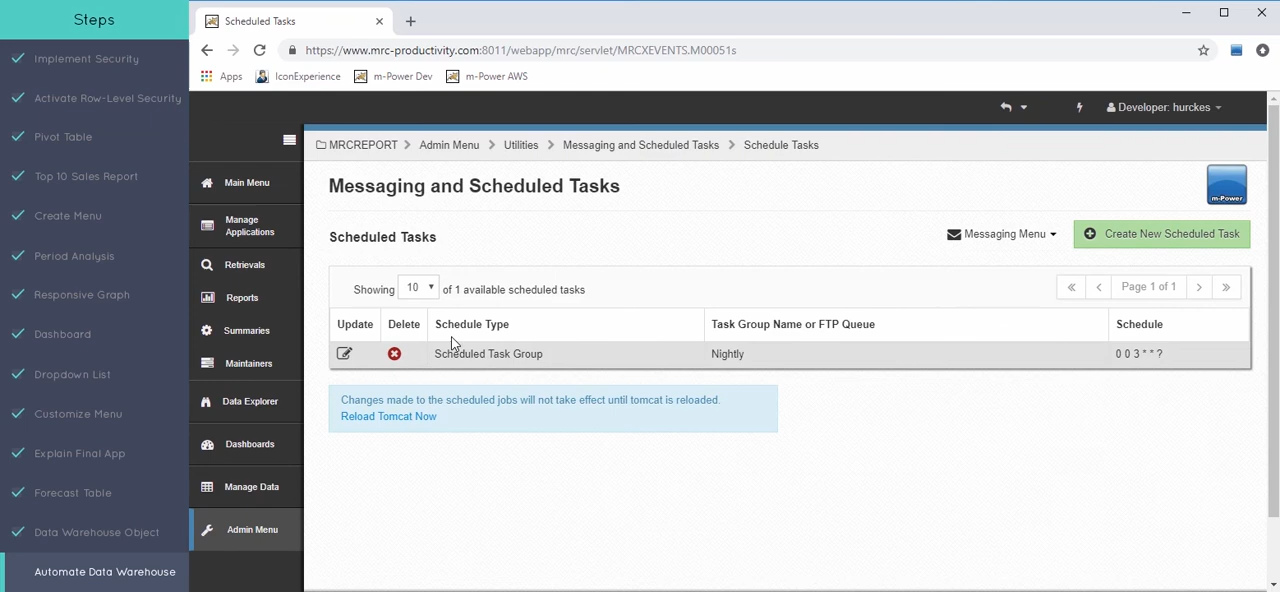 Steps
Implement Security
Activate Row-Level Security
Pivot Table
Top 10 Sales Report
Create Menu
Period Analysis
Responsive Graph
Dashboard
Dropdown List
Customize Menu
Explain Final App
Forecast Table
Data Warehouse Object
Automate Data Warehouse
Scheduled Tasks
https://www.mrc-productivity.com:8011/webapp/mrc/servlet/MRCXEVENTS.M00051s
Apps IconExperience m-Power Dev m-Power AWS
Developer: hurckes
MRCREPORT Admin Menu Utilities Messaging and Scheduled Tasks Schedule Tasks
Main Menu
Manage
Applications
Retrievals
Reports
Summaries
Maintainers
Data Explorer
Dashboards
Manage Data
Admin Menu
Messaging and Scheduled Tasks
m-Power
Scheduled Tasks
Messaging Menu
Create New Scheduled Task
Showing 10 of 1 available scheduled tasks
« ‹ Page 1 of 1 › »
Update Delete Schedule Type Task Group Name or FTP Queue Schedule
Scheduled Task Group Nightly 0 0 3 * * ?
Changes made to the scheduled jobs will not take effect until tomcat is reloaded.
Reload Tomcat Now